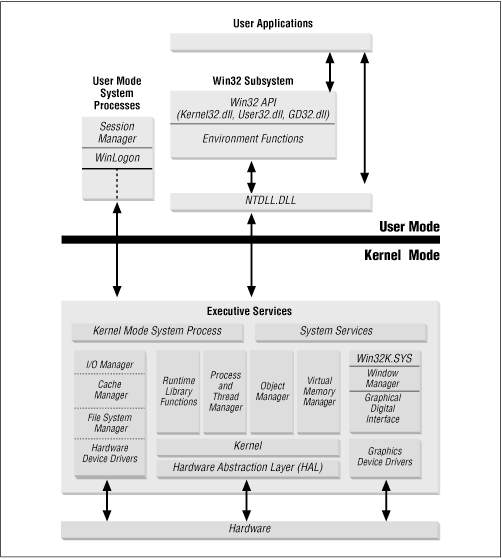 User Applications
User Mode
System
Processes
Win32 Subsystem
Session
Manager
WinLogon
Win32 API
(Kernel32.dll, User32.dll, GD32.dll)
Environment Functions
NTDLL.DLL
User Mode
Kernel Mode
Executive Services
Kernel Mode System Process
System Services
I/O Manager
Cache
Manager
File System
Manager
Hardware
Device Drivers
Runtime
Library
Functions
Process
and
Thread
Manager
Object
Manager
Virtual
Memory
Manager
Win32K.SYS
Window
Manager
Graphical
Digital
Interface
Kernel
Hardware Abstraction Layer (HAL)
Graphics
Device Drivers
Hardware